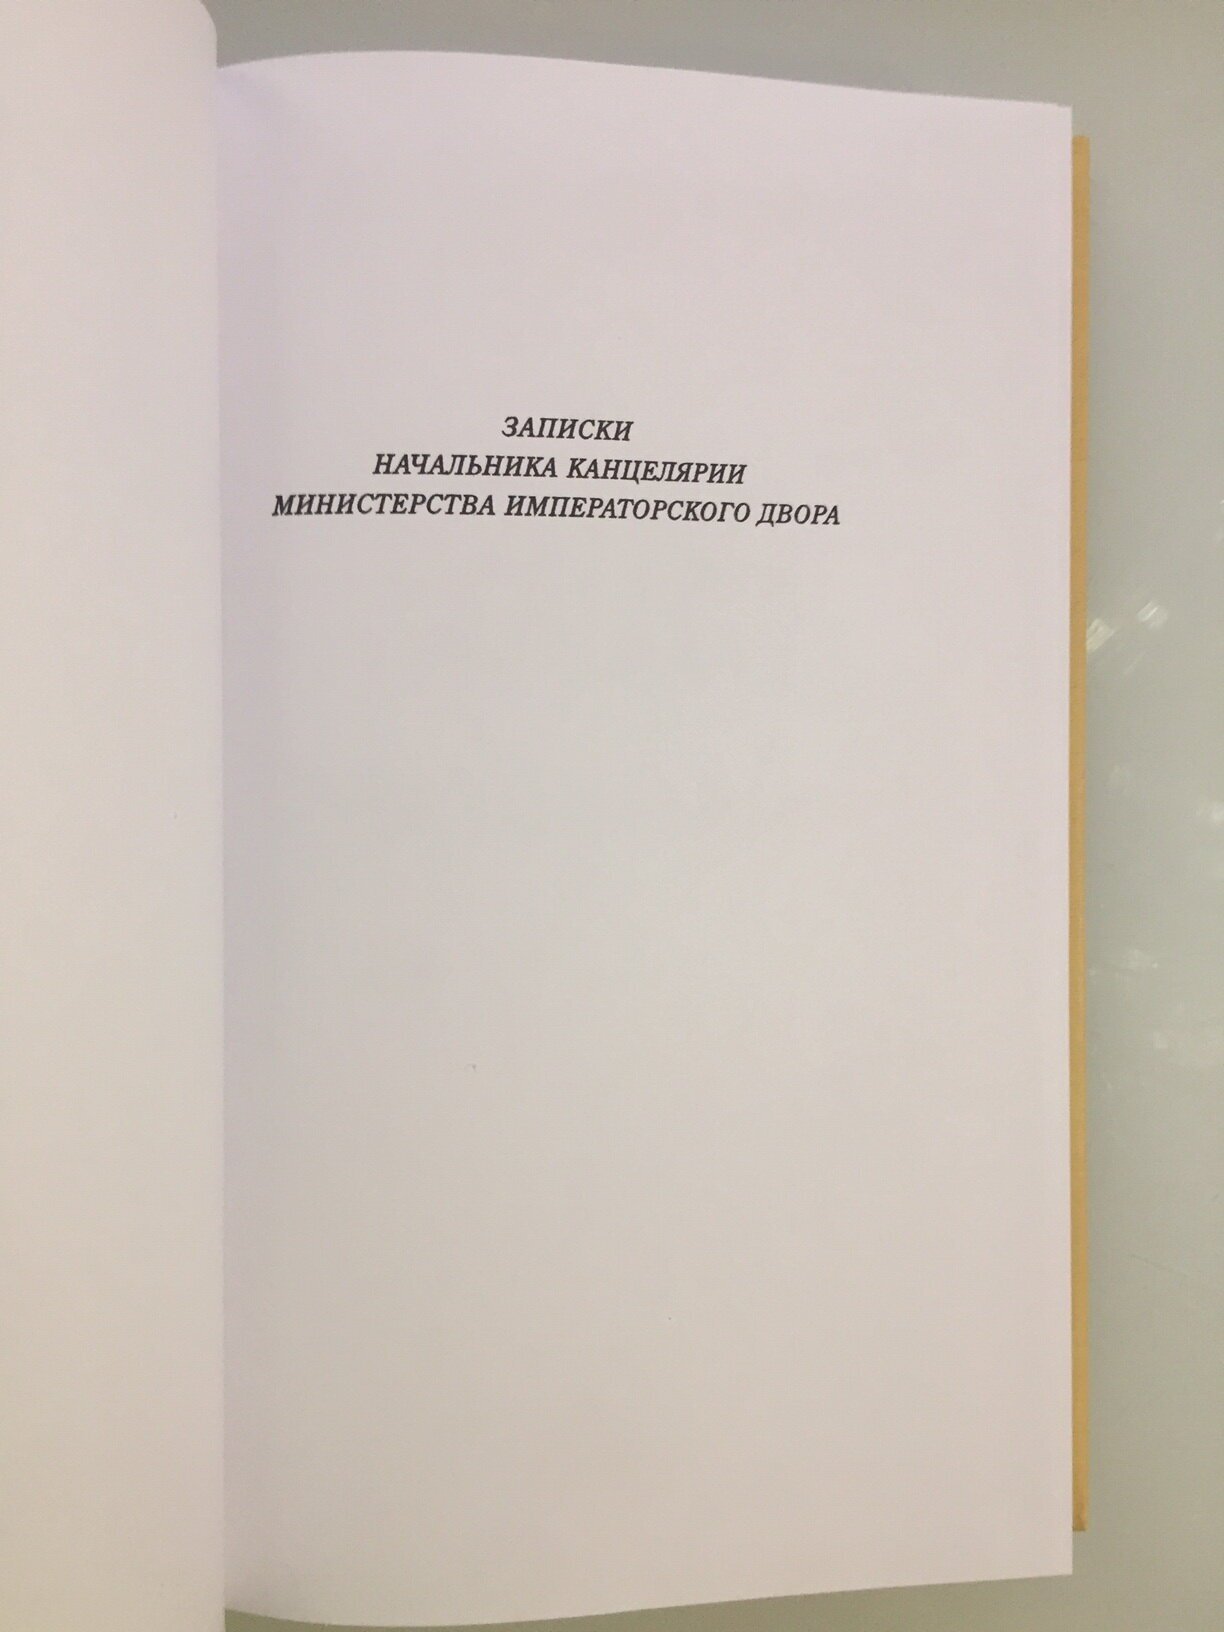 ЗАПИСКИ
НАЧАЛЬНИКА КАНЦЕЛЯРИИ
МИНИСТЕРСТВА ИМПЕРАТОРСКОГО ДВОРА